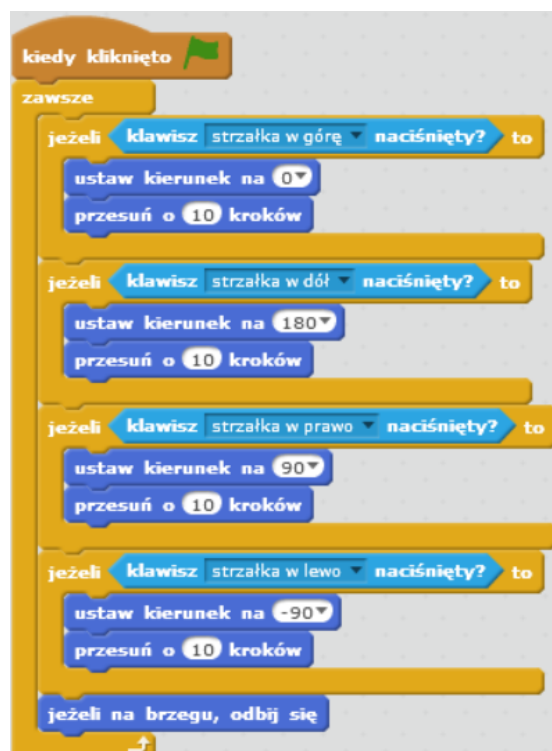 kiedy kliknięto
zawsze
jeżeli klawisz strzałka w górę naciśnięty? to
ustaw kierunek na 0
przesuń o 10 kroków
jeżeli klawisz strzałka w dół naciśnięty? to
ustaw kierunek na 180
przesuń o 10 kroków
jeżeli klawisz strzałka w prawo naciśnięty? to
ustaw kierunek na 90
przesuń o 10 kroków
jeżeli klawisz strzałka w lewo naciśnięty? to
ustaw kierunek na -90
przesuń o 10 kroków
jeżeli na brzegu, odbij się